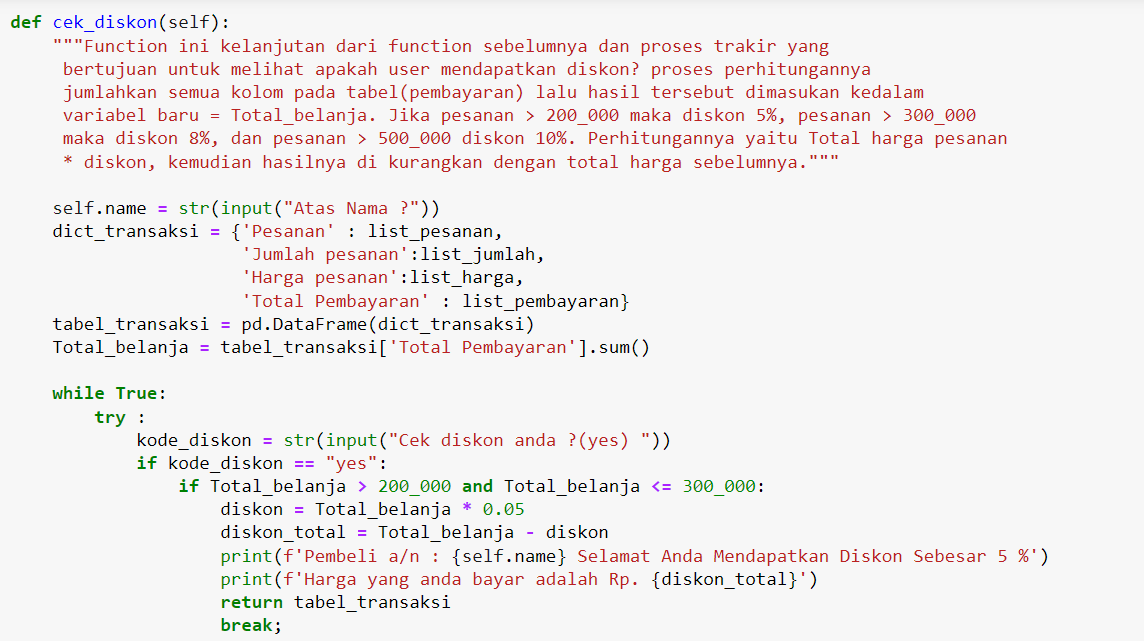 def cek_diskon(self):
    """Function ini kelanjutan dari function sebelumnya dan proses trakir yang
     bertujuan untuk melihat apakah user mendapatkan diskon? proses perhitungannya
     jumlahkan semua kolom pada tabel(pembayaran) lalu hasil tersebut dimasukan kedalam
     variabel baru = Total_belanja. Jika pesanan > 200_000 maka diskon 5%, pesanan > 300_000
     maka diskon 8%, dan pesanan > 500_000 diskon 10%. Perhitungannya yaitu Total harga pesanan
     * diskon, kemudian hasilnya di kurangkan dengan total harga sebelumnya."""

    self.name = str(input("Atas Nama ?"))
    dict_transaksi = {'Pesanan' : list_pesanan,
                      'Jumlah pesanan':list_jumlah,
                      'Harga pesanan':list_harga,
                      'Total Pembayaran' : list_pembayaran}
    tabel_transaksi = pd.DataFrame(dict_transaksi)
    Total_belanja = tabel_transaksi['Total Pembayaran'].sum()

    while True:
        try :
            kode_diskon = str(input("Cek diskon anda ?(yes) "))
            if kode_diskon == "yes":
                if Total_belanja > 200_000 and Total_belanja <= 300_000:
                    diskon = Total_belanja * 0.05
                    diskon_total = Total_belanja - diskon
                    print(f'Pembeli a/n : {self.name} Selamat Anda Mendapatkan Diskon Sebesar 5 %')
                    print(f'Harga yang anda bayar adalah Rp. {diskon_total}')
                    return tabel_transaksi
                    break;